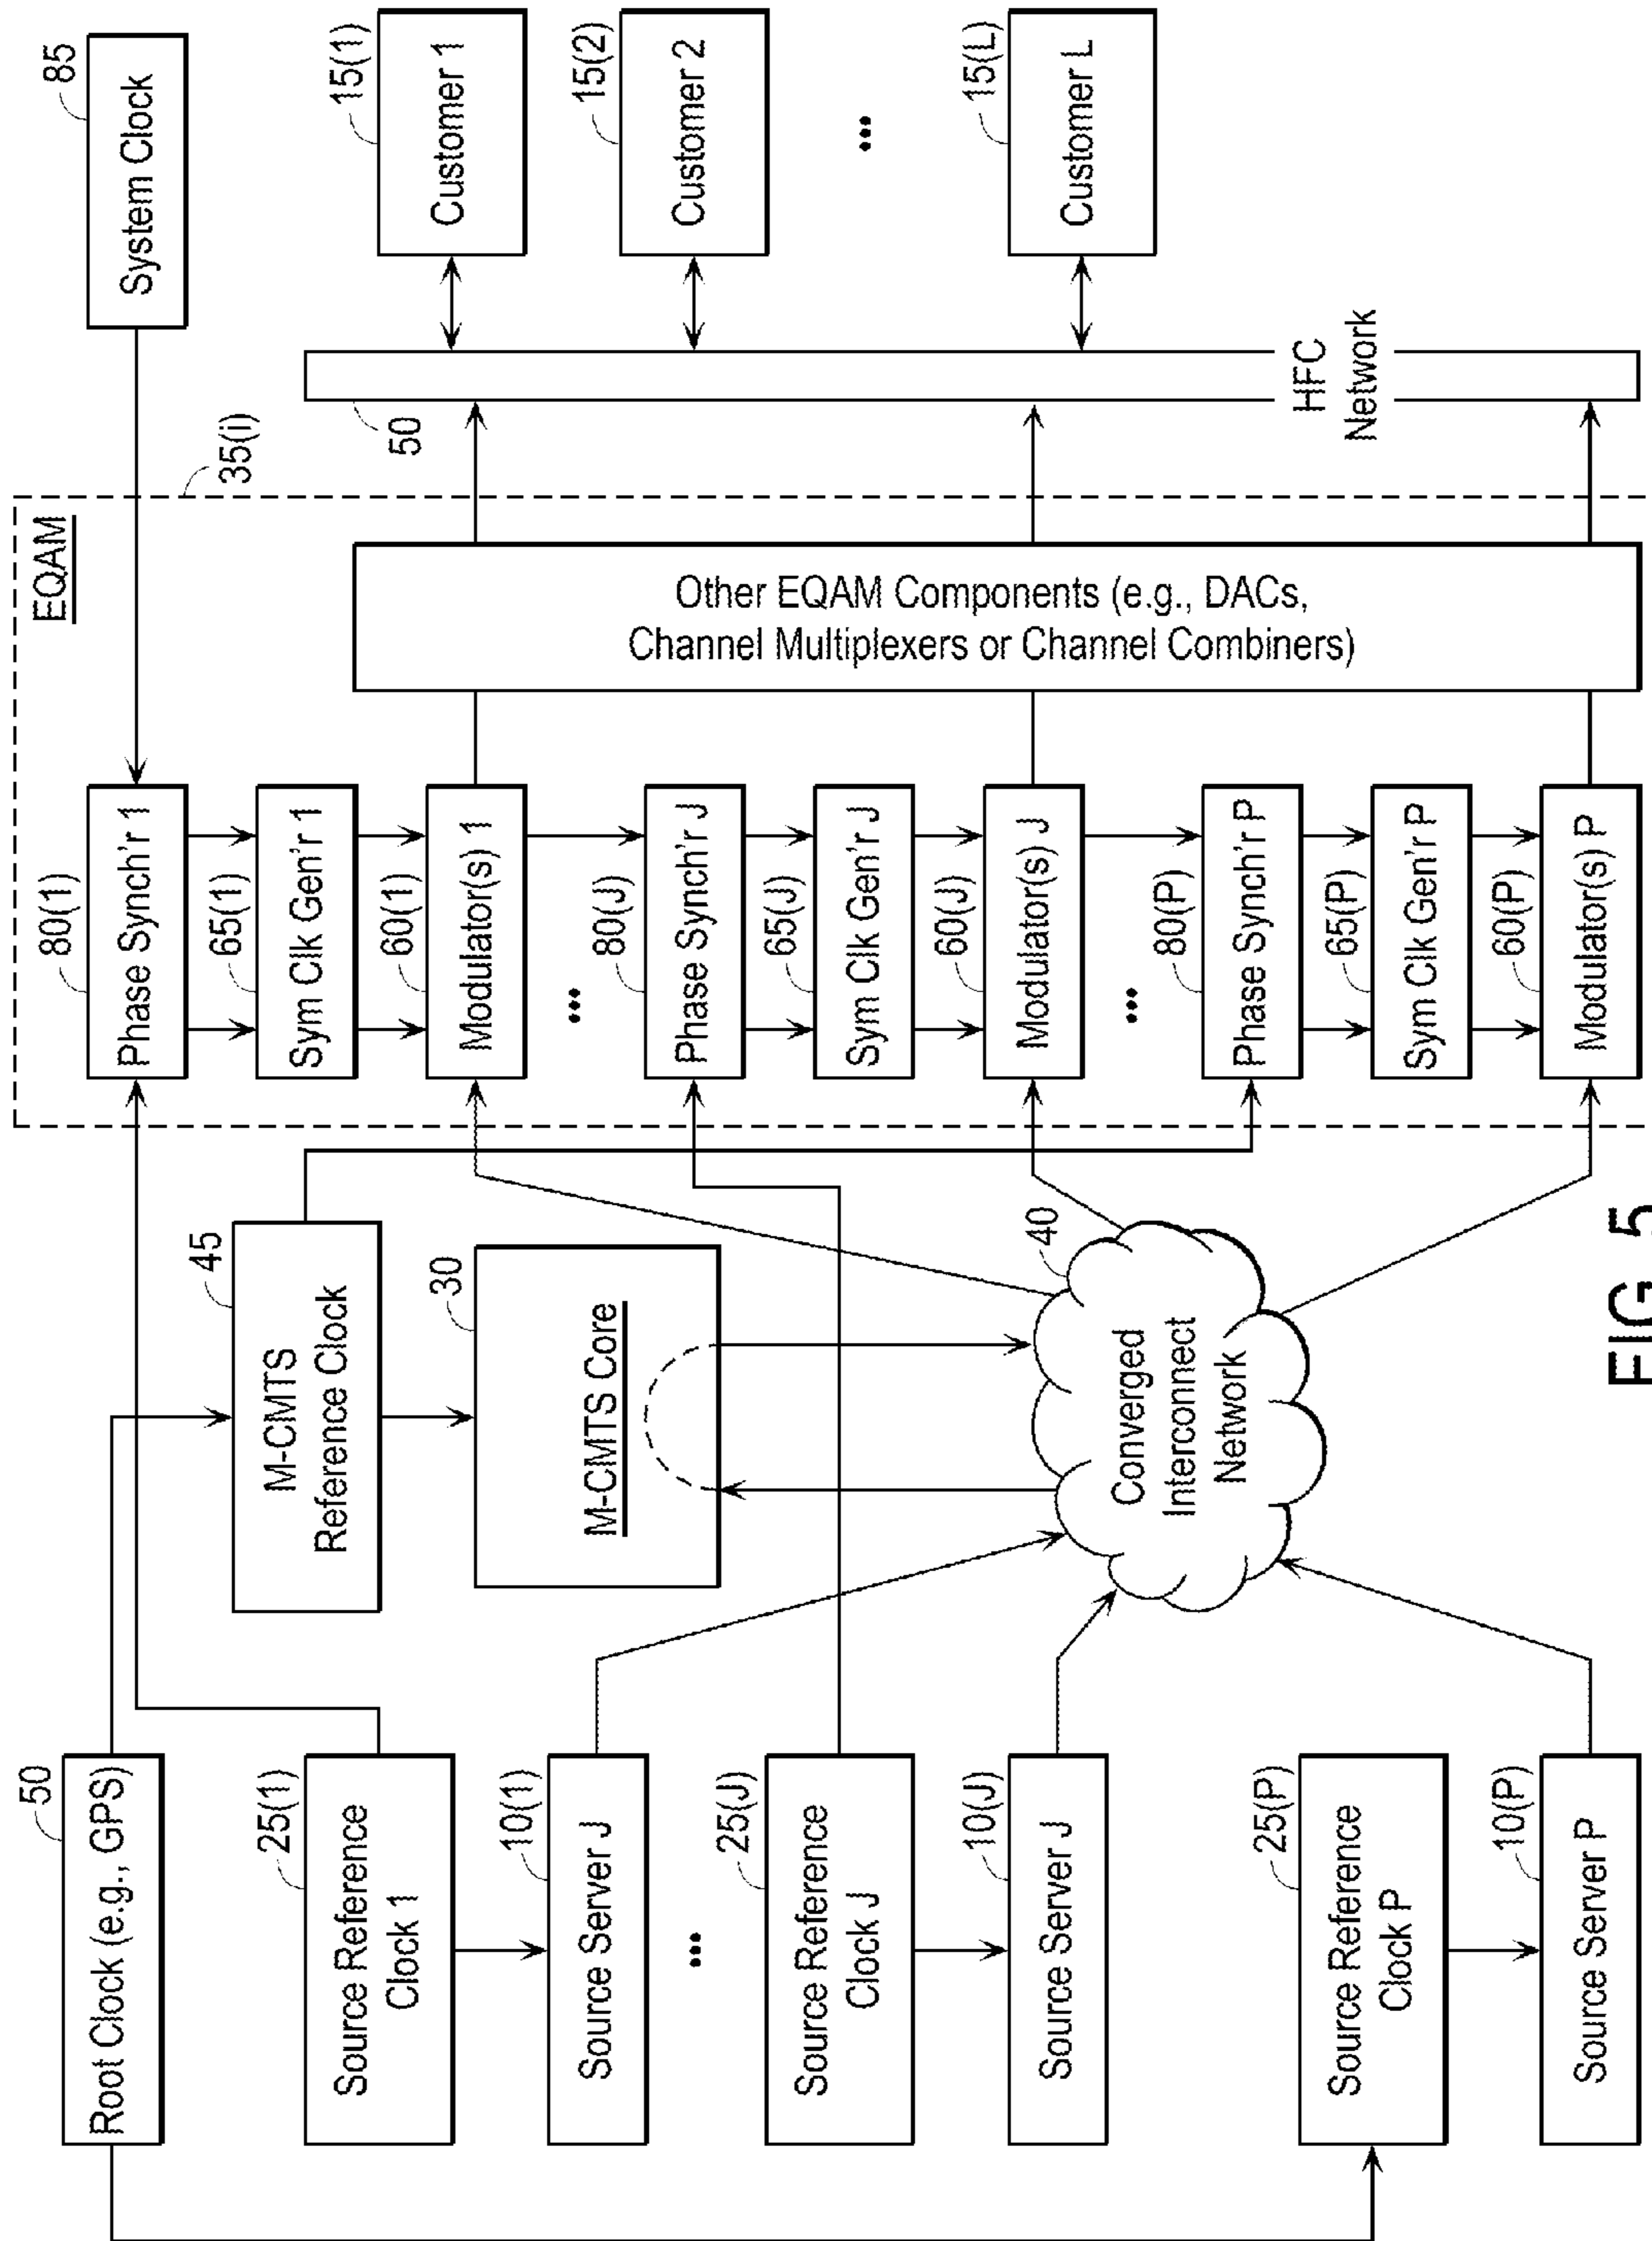 50
Root Clock (e.g., GPS)
25(1)
Source Reference
Clock 1
10(1)
Source Server J
•••
25(J)
Source Reference
Clock J
10(J)
Source Server J
25(P)
Source Reference
Clock P
10(P)
Source Server P
45
M-CMTS
Reference Clock
30
M-CMTS Core
40
Converged
Interconnect
Network
EQAM
35(i)
80(1)
Phase Synch'r 1
65(1)
Sym Clk Gen'r 1
60(1)
Modulator(s) 1
•••
80(J)
Phase Synch'r J
65(J)
Sym Clk Gen'r J
60(J)
Modulator(s) J
•••
80(P)
Phase Synch'r P
65(P)
Sym Clk Gen'r P
60(P)
Modulator(s) P
Other EQAM Components (e.g., DACs,
Channel Multiplexers or Channel Combiners)
50
HFC
Network
85
System Clock
15(1)
Customer 1
15(2)
Customer 2
•••
15(L)
Customer L
FIG 5